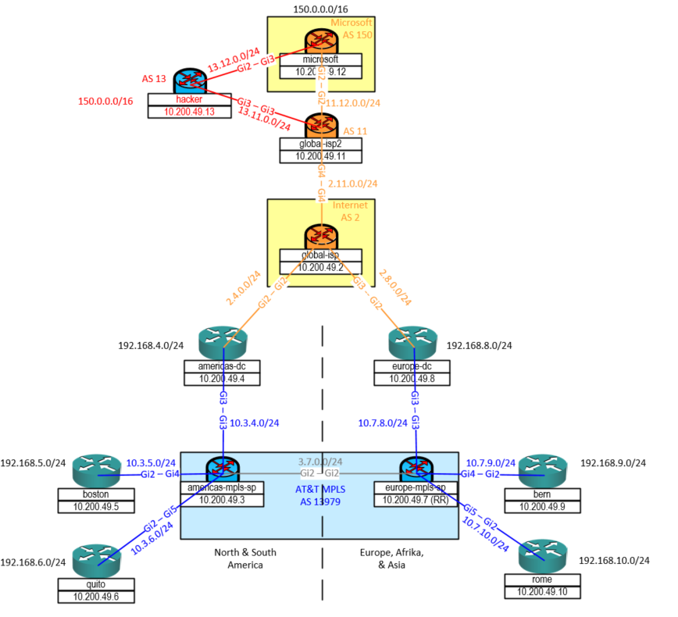 150.0.0.0/16
Microsoft
AS 150
13.12.0.0/24
Gi2 – Gi3
microsoft
10.200.49.12
AS 13
150.0.0.0/16
hacker
10.200.49.13
Gi3 – Gi3
13.11.0.0/24
Gi2 – Gi2
11.12.0.0/24
AS 11
global-isp2
10.200.49.11
Gi4 – Gi4
2.11.0.0/24
Internet
AS 2
global-isp
10.200.49.2
2.4.0.0/24
Gi2 – Gi2
2.8.0.0/24
Gi3 – Gi2
192.168.4.0/24
americas-dc
10.200.49.4
192.168.8.0/24
europe-dc
10.200.49.8
Gi3 – Gi3
10.3.4.0/24
Gi3 – Gi3
10.7.8.0/24
192.168.5.0/24
10.3.5.0/24
Gi2 – Gi4
boston
10.200.49.5
americas-mpls-sp
10.200.49.3
3.7.0.0/24
Gi2 – Gi2
AT&T MPLS
AS 13979
europe-mpls-sp
10.200.49.7 (RR)
10.7.9.0/24
Gi4 – Gi2
192.168.9.0/24
bern
10.200.49.9
Gi2 – Gi5
10.3.6.0/24
Gi5 – Gi2
10.7.10.0/24
192.168.6.0/24
quito
10.200.49.6
North & South
America
Europe, Afrika,
& Asia
192.168.10.0/24
rome
10.200.49.10